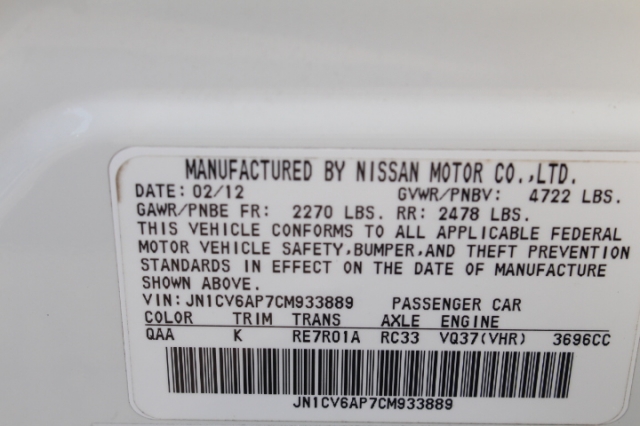 MANUFACTURED BY NISSAN MOTOR CO.,LTD.
DATE: 02/12 GVWR/PNBV: 4722 LBS.
GAWR/PNBE FR: 2270 LBS. RR: 2478 LBS.
THIS VEHICLE CONFORMS TO ALL APPLICABLE FEDERAL
MOTOR VEHICLE SAFETY,BUMPER,AND THEFT PREVENTION
STANDARDS IN EFFECT ON THE DATE OF MANUFACTURE
SHOWN ABOVE.
VIN:JN1CV6AP7CM933889 PASSENGER CAR
COLOR TRIM TRANS AXLE ENGINE
QAA K RE7R01A RC33 VQ37(VHR) 3696CC
JN1CV6AP7CM933889